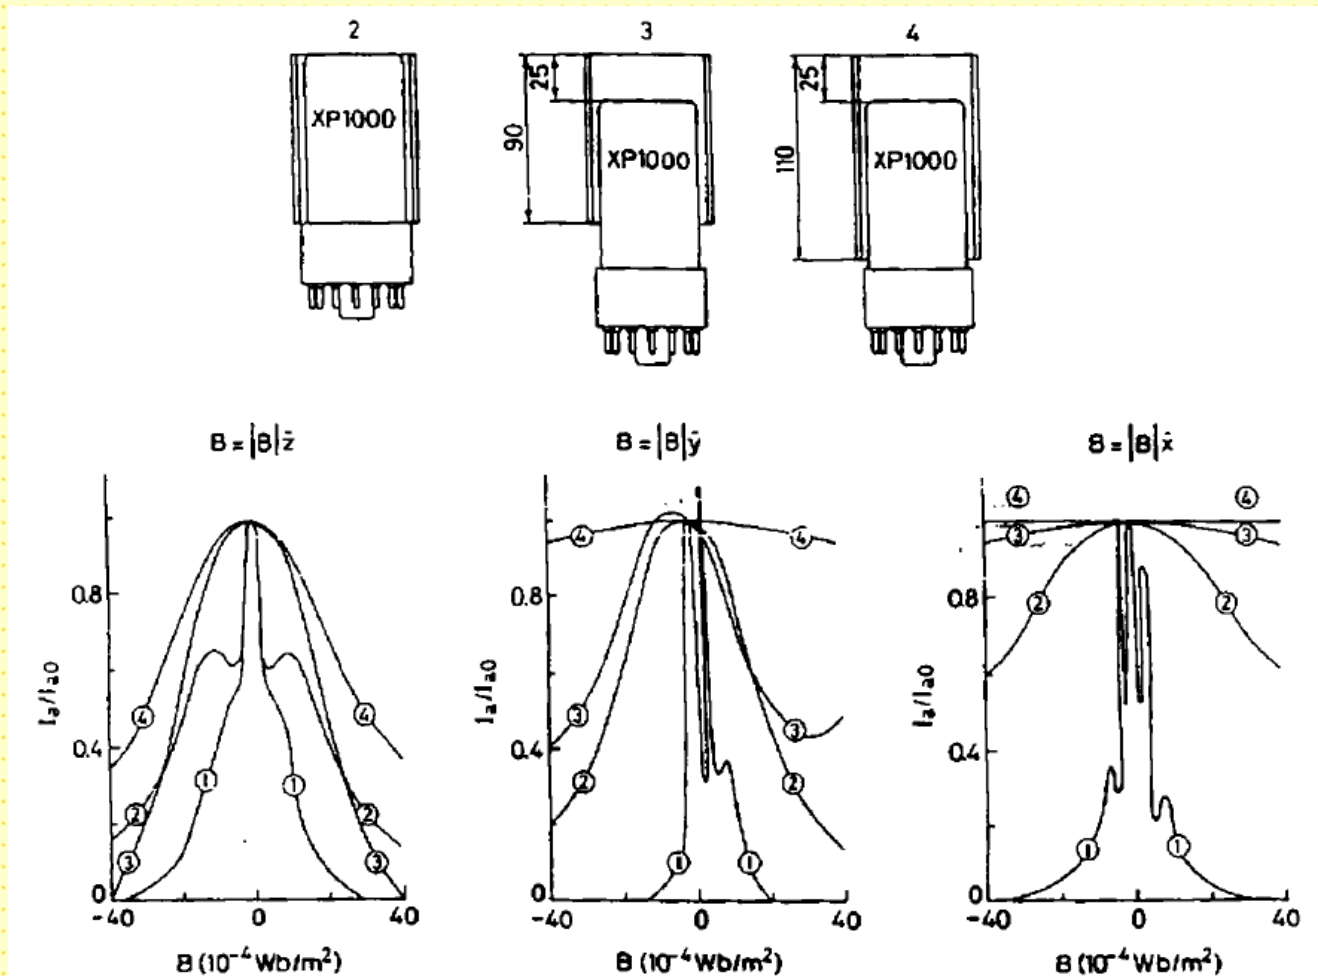 2 3 4
25
25
90
110
XP1000
XP1000
XP1000
B = |B| z̄
B = |B| ȳ
B = |B| x̄
Ia/Ia0
0.8
0.4
0
-40 0 40
B (10⁻⁴ Wb/m²)
4 4
2 2
3 3
1 1
Ia/Ia0
0.8
0.4
0
-40 0 40
B (10⁻⁴ Wb/m²)
4 4
3 3
2 2
1 1
Ia/Ia0
0.8
0.4
0
-40 0 40
B (10⁻⁴ Wb/m²)
4 4
3 3
2 2
1 1